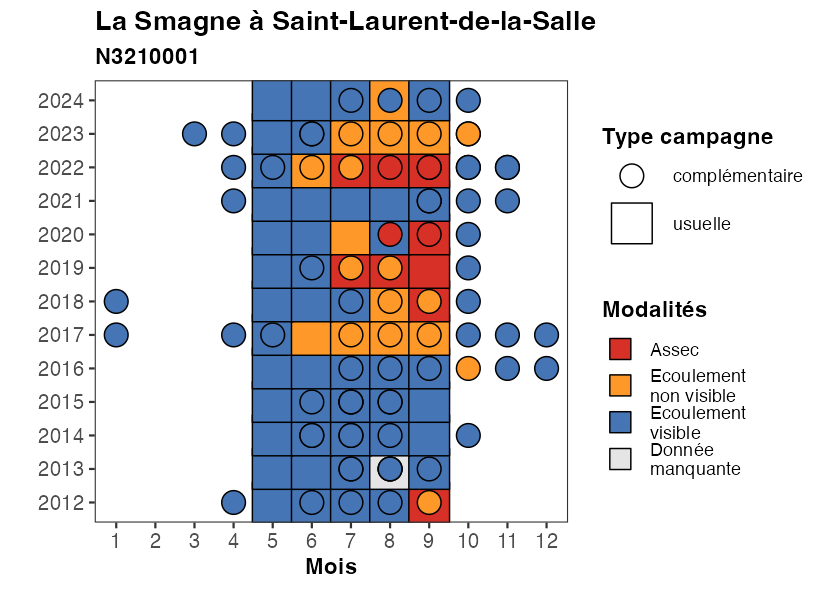 La Smagne à Saint-Laurent-de-la-Salle
N3210001
2024
2023
2022
2021
2020
2019
2018
2017
2016
2015
2014
2013
2012
1 2 3 4 5 6 7 8 9 10 11 12
Mois
Type campagne
complémentaire
usuelle
Modalités
Assec
Ecoulement
non visible
Ecoulement
visible
Donnée
manquante